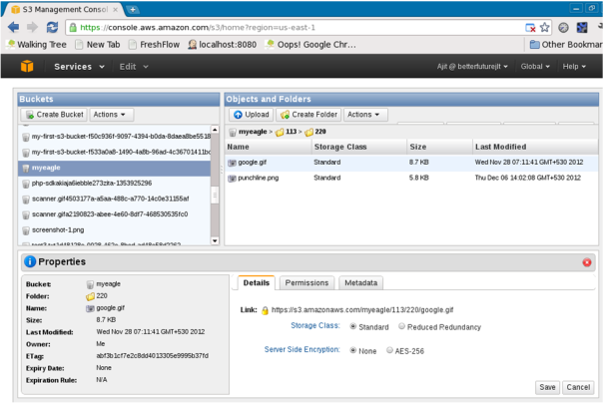 S3 Management Consol
https://console.aws.amazon.com/s3/home?region=us-east-1
Walking Tree New Tab FreshFlow localhost:8080 Oops! Google Chr... Other Bookmar
Services Edit Ajit @ betterfuturejit Global Help
Buckets
Create Bucket Actions
my-first-s3-bucket-f50c936f-9097-4394-b0da-8daea8be5518
my-first-s3-bucket-f533a0a8-1490-4a8b-96ad-4c36701411bc
myeagle
php-sdkakiaja6iebble273zita-1353925296
scanner.gif4503177a-a5aa-488c-a770-14c0e31155af
scanner.gifa2190823-abee-4e60-8df7-468530535fc0
screenshot-1.png
Objects and Folders
Upload Create Folder Actions
myeagle > 113 > 220
Name Storage Class Size Last Modified
google.gif Standard 8.7 KB Wed Nov 28 07:11:41 GMT+530 2012
punchline.png Standard 5.8 KB Thu Dec 06 14:02:08 GMT+530 2012
Properties
Bucket: myeagle
Folder: 220
Name: google.gif
Size: 8.7 KB
Last Modified: Wed Nov 28 07:11:41 GMT+530 2012
Owner: Me
ETag: abf3b1cf7e2c8dd4013305e9995b37fd
Expiry Date: None
Expiration Rule: N/A
Details Permissions Metadata
Link: https://s3.amazonaws.com/myeagle/113/220/google.gif
Storage Class: Standard Reduced Redundancy
Server Side Encryption: None AES-256
Save Cancel